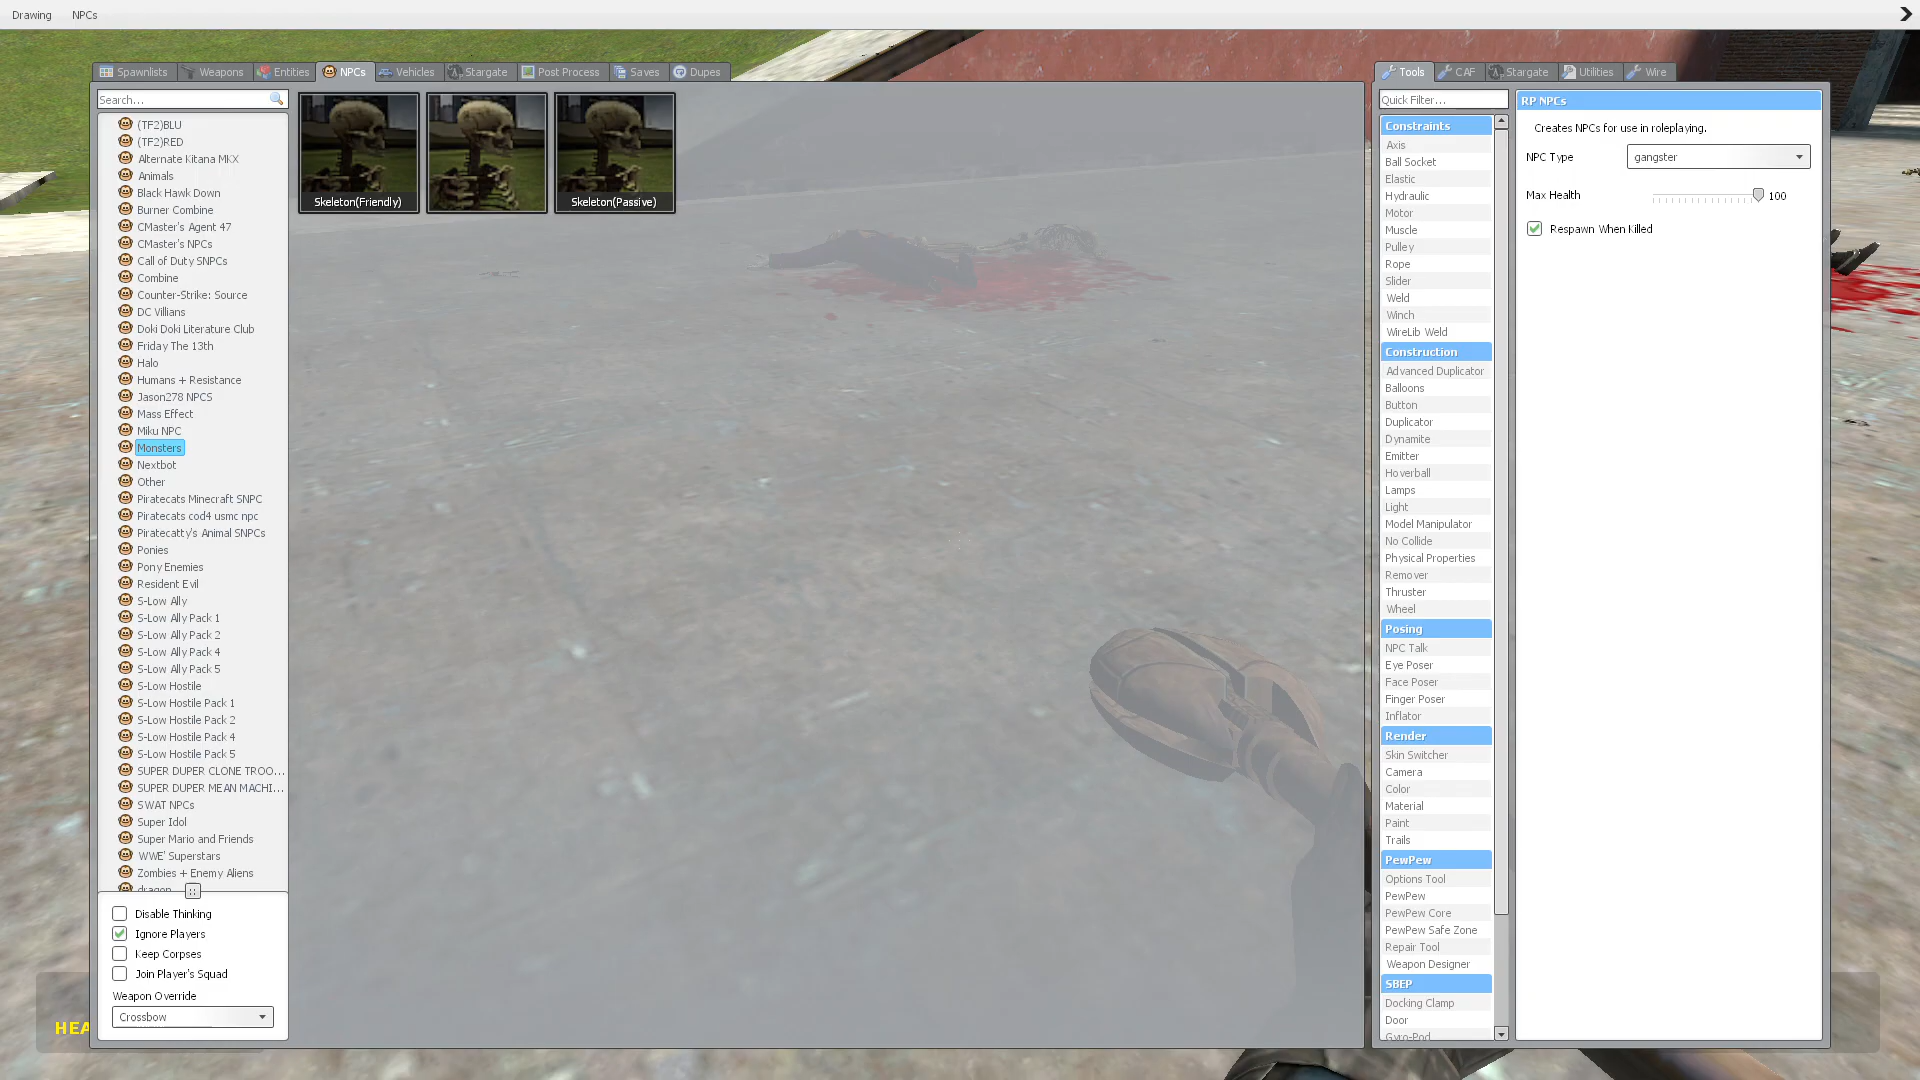 Drawing NPCs
Spawnlists Weapons Entities NPCs Vehicles Stargate Post Process Saves Dupes
Search...
(TF2)BLU
(TF2)RED
Alternate Kitana MKX
Animals
Black Hawk Down
Burner Combine
CMaster's Agent 47
CMaster's NPCs
Call of Duty SNPCs
Combine
Counter-Strike: Source
DC Villians
Doki Doki Literature Club
Friday The 13th
Halo
Humans + Resistance
Jason278 NPCS
Mass Effect
Miku NPC
Monsters
Nextbot
Other
Piratecats Minecraft SNPC
Piratecats cod4 usmc npc
Piratecatty's Animal SNPCs
Ponies
Pony Enemies
Resident Evil
S-Low Ally
S-Low Ally Pack 1
S-Low Ally Pack 2
S-Low Ally Pack 4
S-Low Ally Pack 5
S-Low Hostile
S-Low Hostile Pack 1
S-Low Hostile Pack 2
S-Low Hostile Pack 4
S-Low Hostile Pack 5
SUPER DUPER CLONE TROO...
SUPER DUPER MEAN MACHI...
SWAT NPCs
Super Idol
Super Mario and Friends
WWE' Superstars
Zombies + Enemy Aliens
dragon
Disable Thinking
Ignore Players
Keep Corpses
Join Player's Squad
Weapon Override
Crossbow
HEA
Skeleton(Friendly)
Skeleton(Passive)
Tools CAF Stargate Utilities Wire
Quick Filter...
Constraints
Axis
Ball Socket
Elastic
Hydraulic
Motor
Muscle
Pulley
Rope
Slider
Weld
Winch
WireLib Weld
Construction
Advanced Duplicator
Balloons
Button
Duplicator
Dynamite
Emitter
Hoverball
Lamps
Light
Model Manipulator
No Collide
Physical Properties
Remover
Thruster
Wheel
Posing
NPC Talk
Eye Poser
Face Poser
Finger Poser
Inflator
Render
Skin Switcher
Camera
Color
Material
Paint
Trails
PewPew
Options Tool
PewPew
PewPew Core
PewPew Safe Zone
Repair Tool
Weapon Designer
SBEP
Docking Clamp
Door
Gyro-Pod
RP NPCs
Creates NPCs for use in roleplaying.
NPC Type gangster
Max Health 100
Respawn When Killed